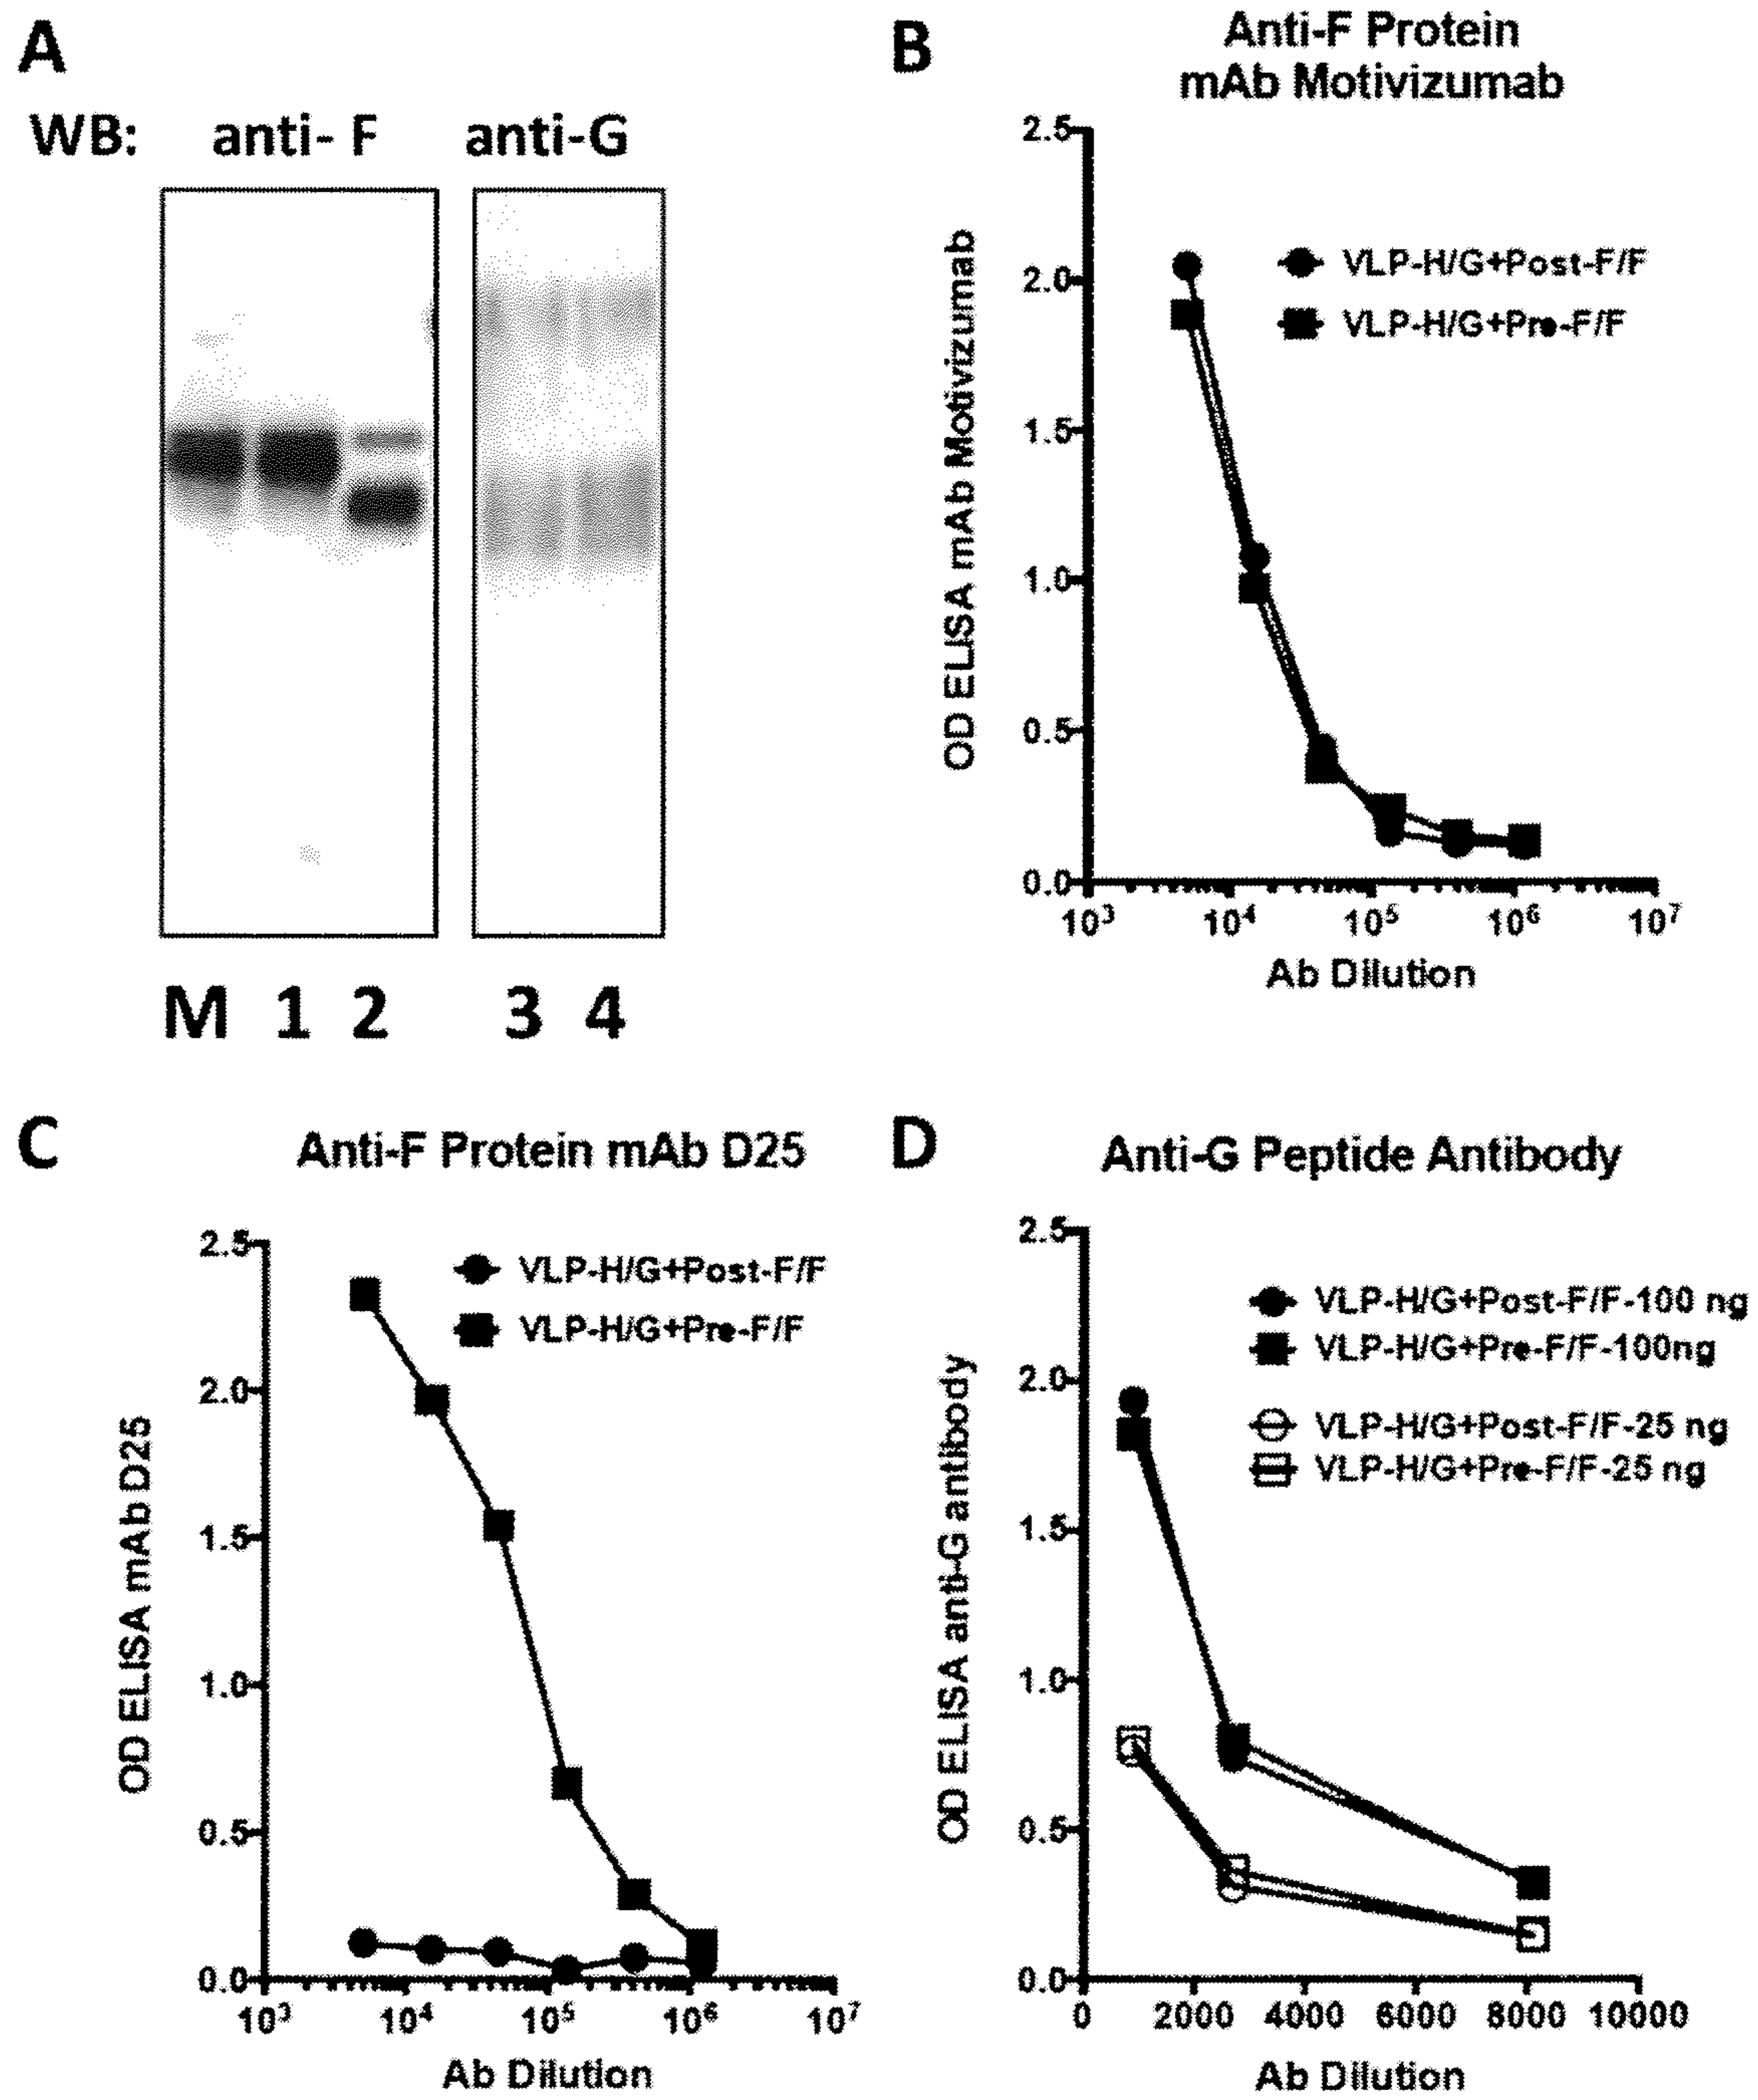 A
WB: anti- F anti-G
M 1 2 3 4
B
Anti-F Protein
mAb Motivizumab
OD ELISA mAb Motivizumab
2.5
2.0
1.5
1.0
0.5
0.0
VLP-H/G+Post-F/F
VLP-H/G+Pre-F/F
10³ 10⁴ 10⁵ 10⁶ 10⁷
Ab Dilution
C
Anti-F Protein mAb D25
OD ELISA mAb D25
2.5
2.0
1.5
1.0
0.5
0.0
VLP-H/G+Post-F/F
VLP-H/G+Pre-F/F
10³ 10⁴ 10⁵ 10⁶ 10⁷
Ab Dilution
D
Anti-G Peptide Antibody
OD ELISA anti-G antibody
2.5
2.0
1.5
1.0
0.5
0.0
VLP-H/G+Post-F/F-100 ng
VLP-H/G+Pre-F/F-100ng
VLP-H/G+Post-F/F-25 ng
VLP-H/G+Pre-F/F-25 ng
0 2000 4000 6000 8000 10000
Ab Dilution